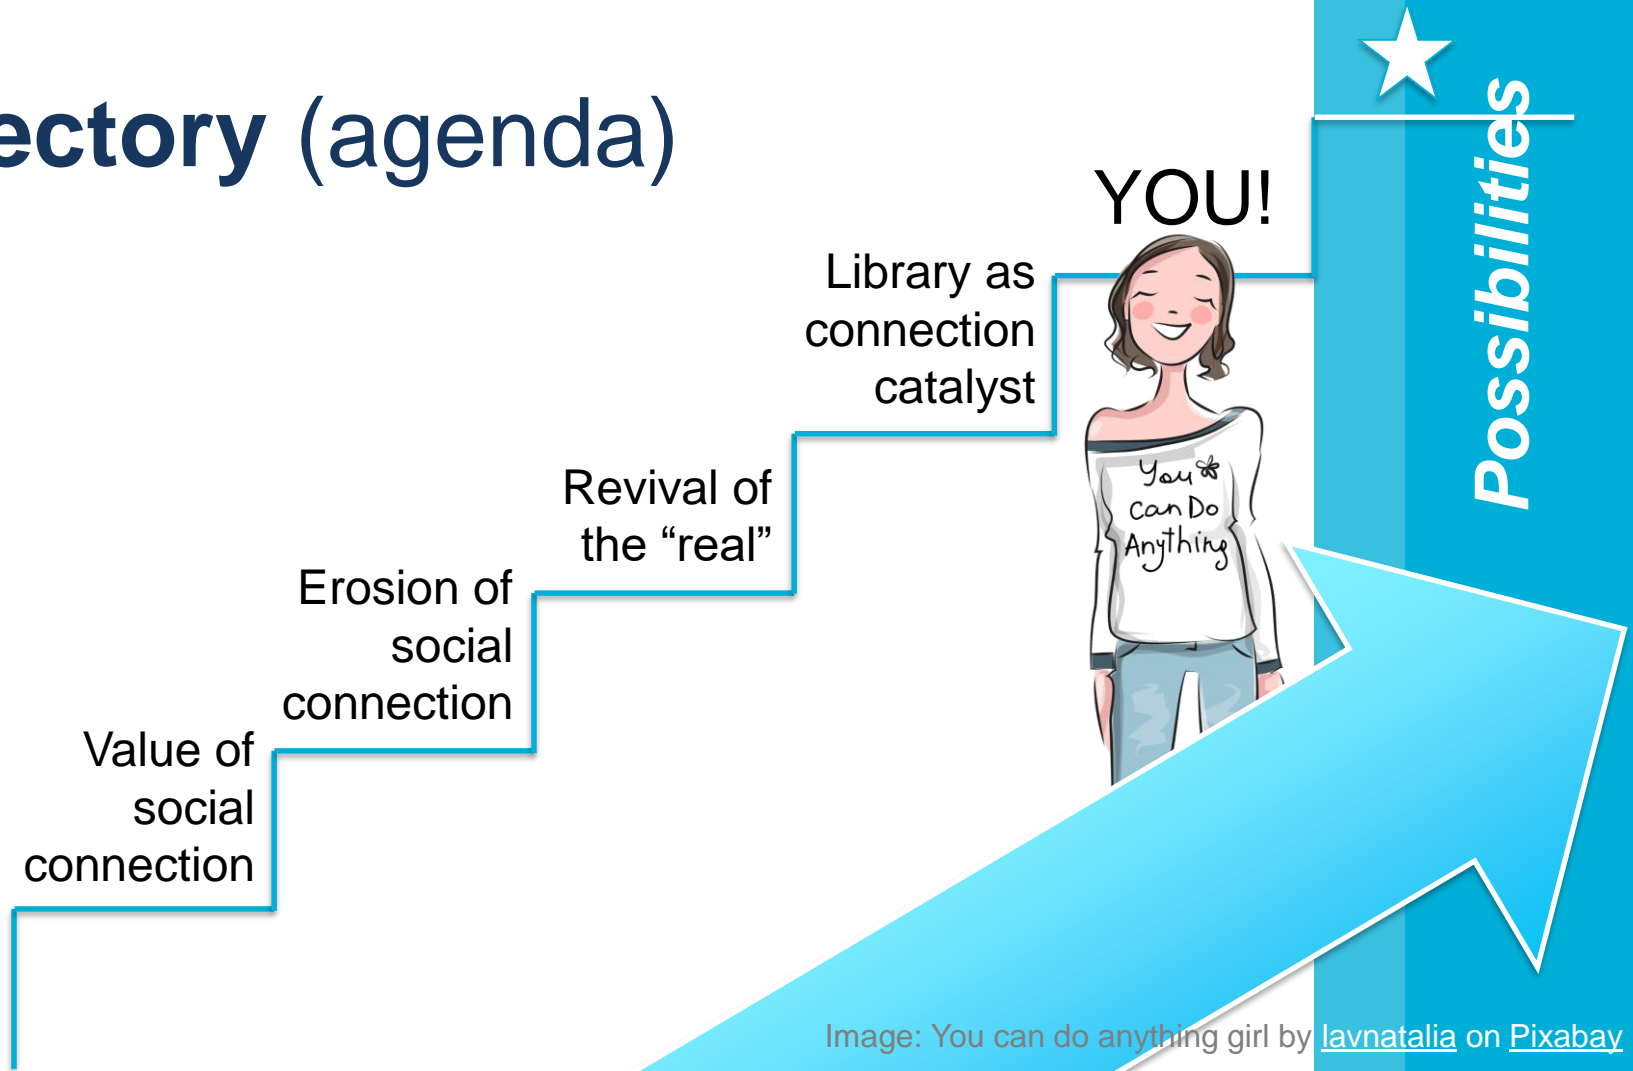 ectory (agenda)
YOU!
Library as
connection
catalyst
Revival of
the “real”
Erosion of
social
connection
Value of
social
connection
You
Can Do
Anything
Possibilities
Image: You can do anything girl by lavnatalia on Pixabay